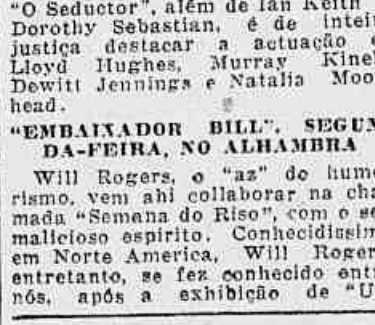 "O Seductor", além de Ian Keith
Dorothy Sebastian, é de intei
justiça destacar a actuação
Lloyd Hughes, Murray Kine
Dewitt Jennings e Natalia Moo
head.
"EMBAIXADOR BILL", SEGUN
DA-FEIRA, NO ALHAMBRA
Will Rogers, o "az" do humo
rismo, vem ahi collaborar na cha
mada "Semana do Riso", com o se
malicioso espirito. Conhecidissim
em Norte America, Will Roger
entretanto, se fez conhecido entr
nós, após a exhibição de "U